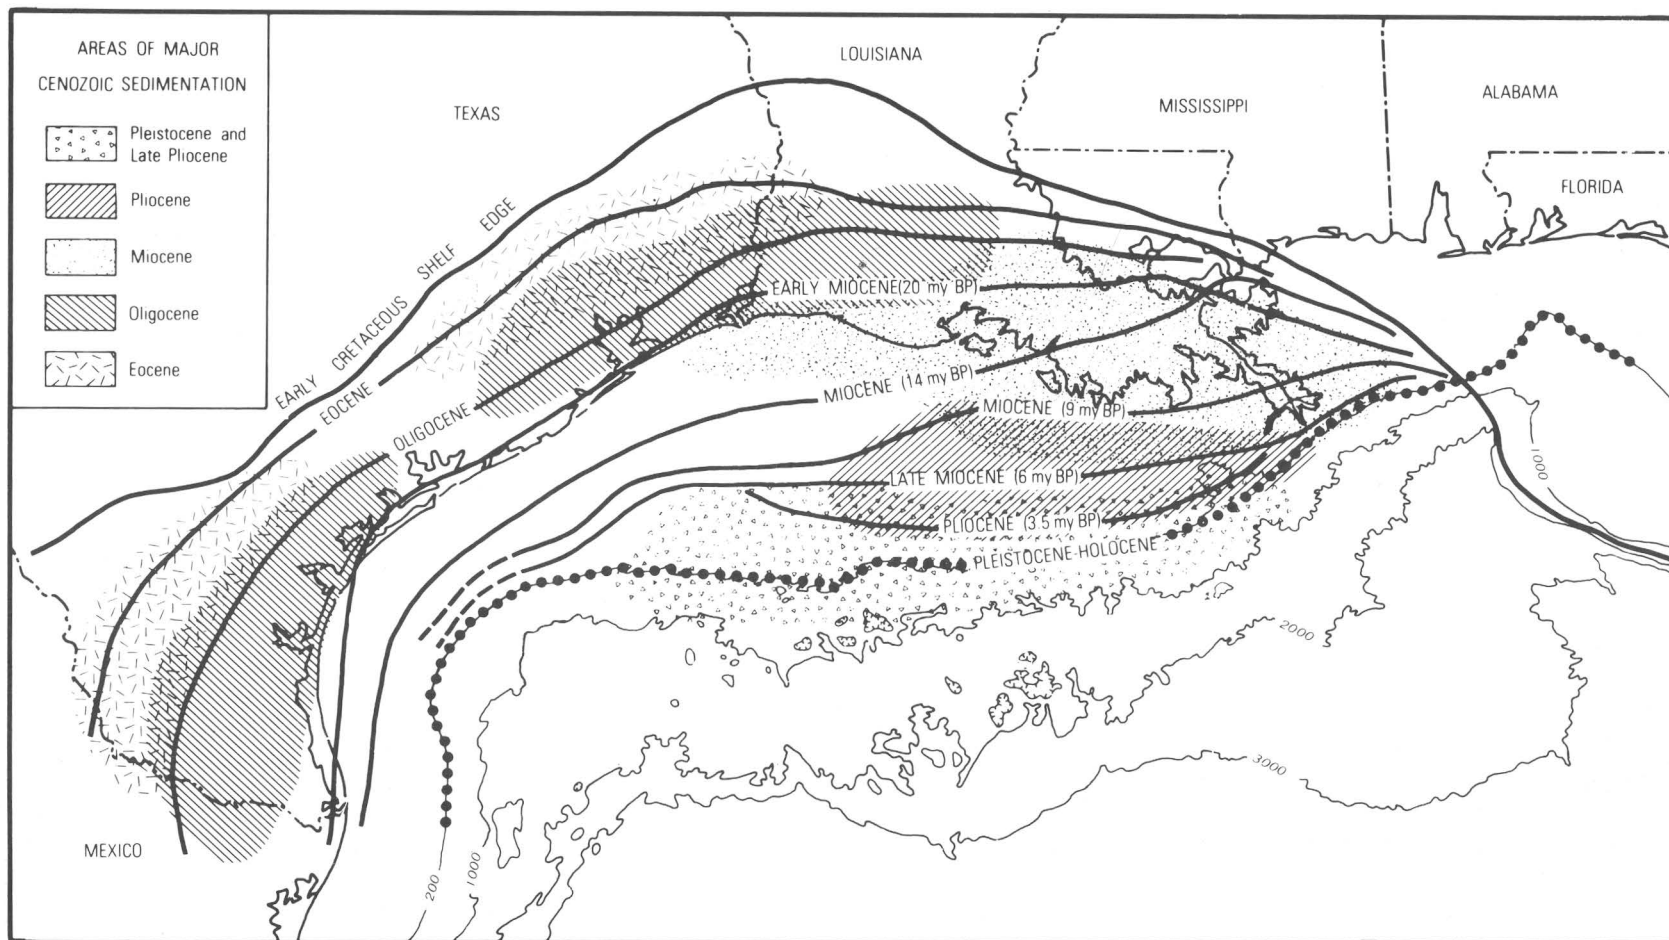 AREAS OF MAJOR
CENOZOIC SEDIMENTATION
Pleistocene and
Late Pliocene
Pliocene
Miocene
Oligocene
Eocene
TEXAS
LOUISIANA
MISSISSIPPI
ALABAMA
FLORIDA
MEXICO
EARLY CRETACEOUS SHELF EDGE
EOCENE
OLIGOCENE
EARLY MIOCENE (20 my BP)
MIOCENE (14 my BP)
MIOCENE (9 my BP)
LATE MIOCENE (6 my BP)
PLIOCENE (3.5 my BP)
PLEISTOCENE-HOLOCENE
1000
2000
3000
200
1000